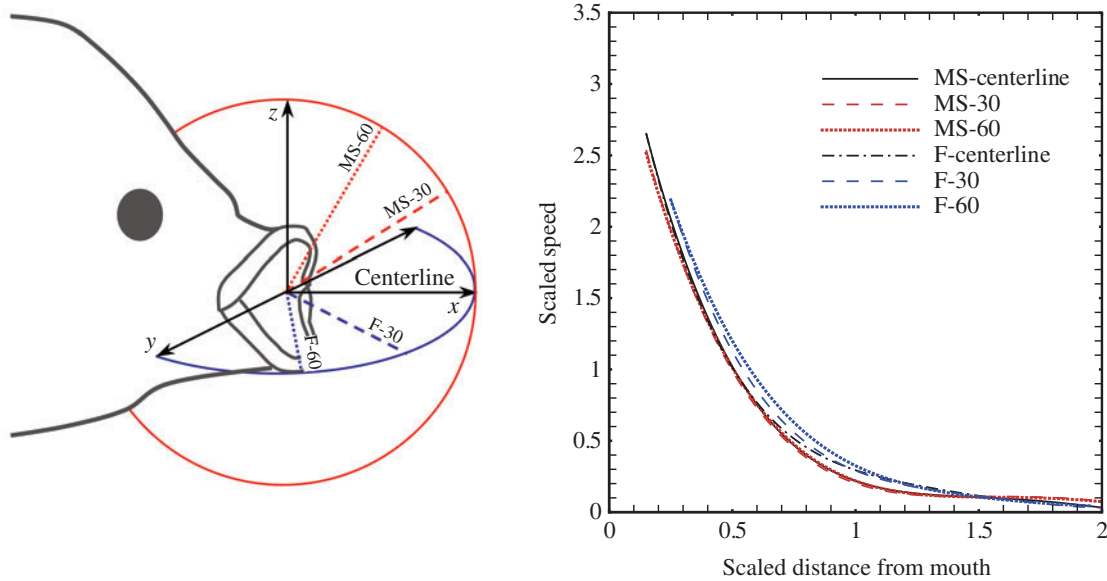 z
MS-60
MS-30
Centerline
x
y
F-30
F-60
3.5
3
2.5
2
1.5
1
0.5
0
0
0.5
1
1.5
2
Scaled speed
Scaled distance from mouth
MS-centerline
MS-30
MS-60
F-centerline
F-30
F-60